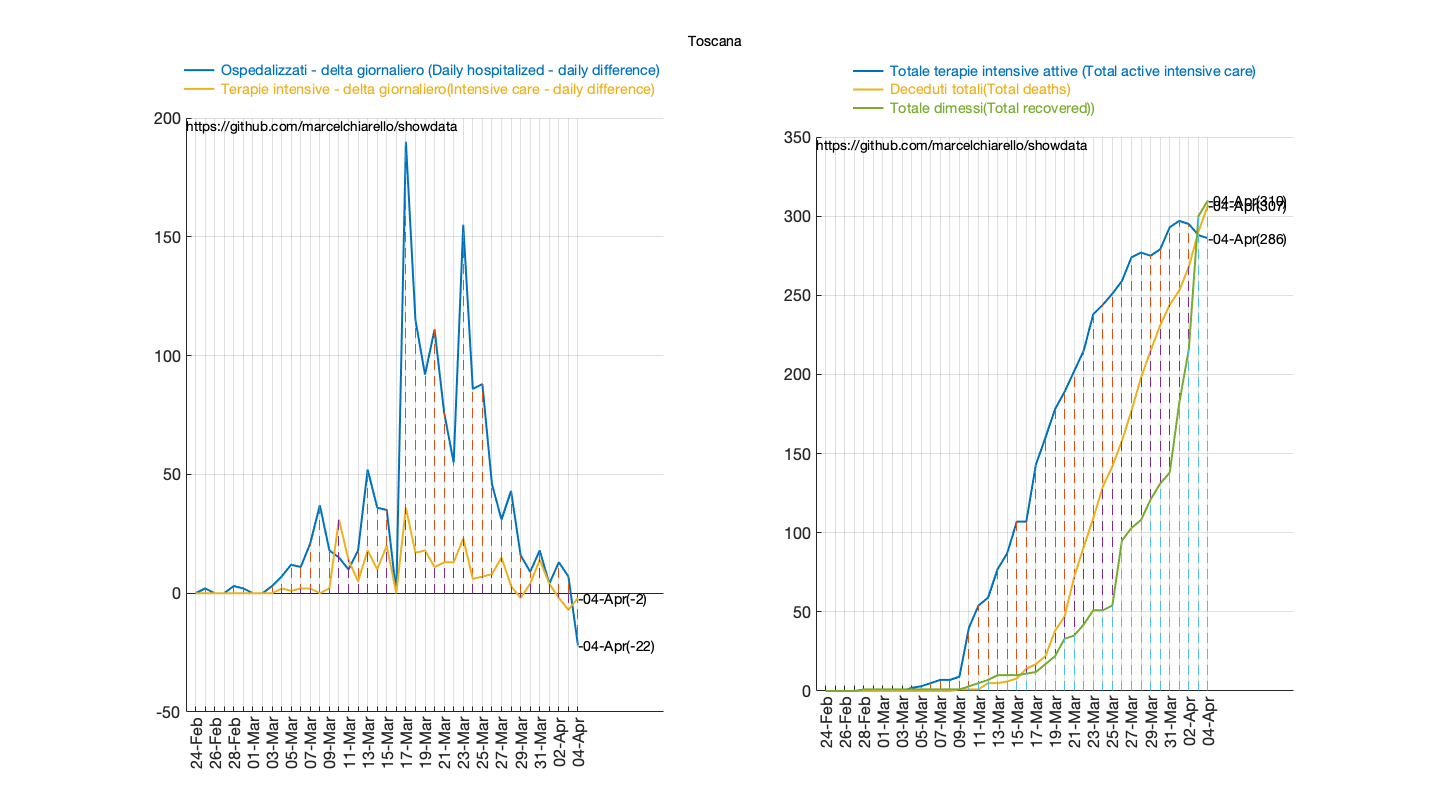 Toscana
Ospedalizzati - delta giornaliero (Daily hospitalized - daily difference)
Terapie intensive - delta giornaliero(Intensive care - daily difference)
200
https://github.com/marcelchiarello/showdata
150
100
50
0
-50
-04-Apr(-2)
-04-Apr(-22)
24-Feb
26-Feb
28-Feb
01-Mar
03-Mar
05-Mar
07-Mar
09-Mar
11-Mar
13-Mar
15-Mar
17-Mar
19-Mar
21-Mar
23-Mar
25-Mar
27-Mar
29-Mar
31-Mar
02-Apr
04-Apr
Totale terapie intensive attive (Total active intensive care)
Deceduti totali(Total deaths)
Totale dimessi(Total recovered))
350
https://github.com/marcelchiarello/showdata
300
250
200
150
100
50
0
-04-Apr(307)
-04-Apr(286)
24-Feb
26-Feb
28-Feb
01-Mar
03-Mar
05-Mar
07-Mar
09-Mar
11-Mar
13-Mar
15-Mar
17-Mar
19-Mar
21-Mar
23-Mar
25-Mar
27-Mar
29-Mar
31-Mar
02-Apr
04-Apr